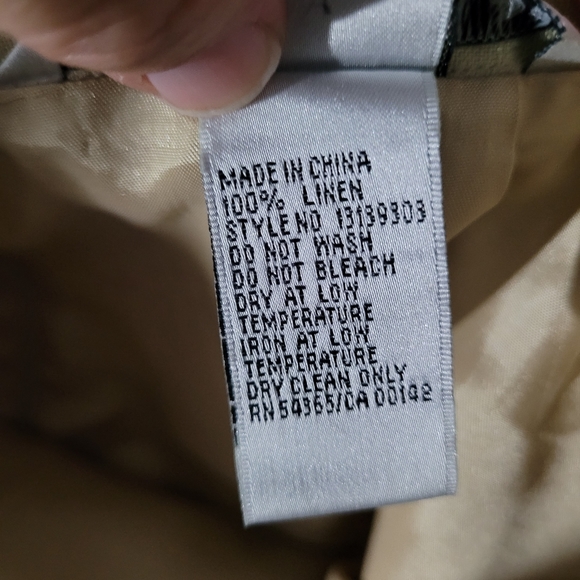 MADE IN CHINA
100% LINEN
STYLE NO 13139303
DO NOT WASH
DO NOT BLEACH
DRY AT LOW
TEMPERATURE
IRON AT LOW
TEMPERATURE
DRY CLEAN ONLY
RN 54365/CA 00142